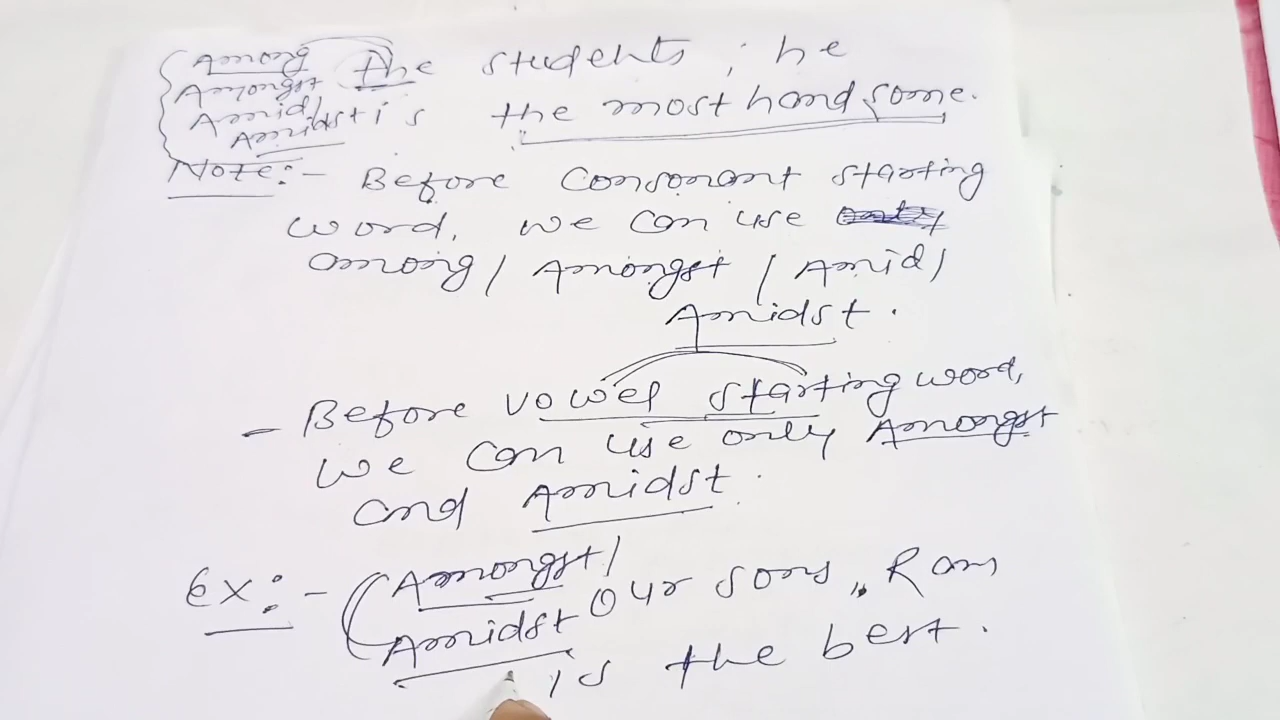 Among the students, he
Amongst
Amid/
Amidst is the most handsome.
Note:- Before consonant starting
word, we can use
among/ Amongst / Amid/
Amidst.
- Before vowel starting word,
we can use only Amongst
and Amidst.
Ex:- (Amongst/
Amidst Our sons, Ram
is the best.